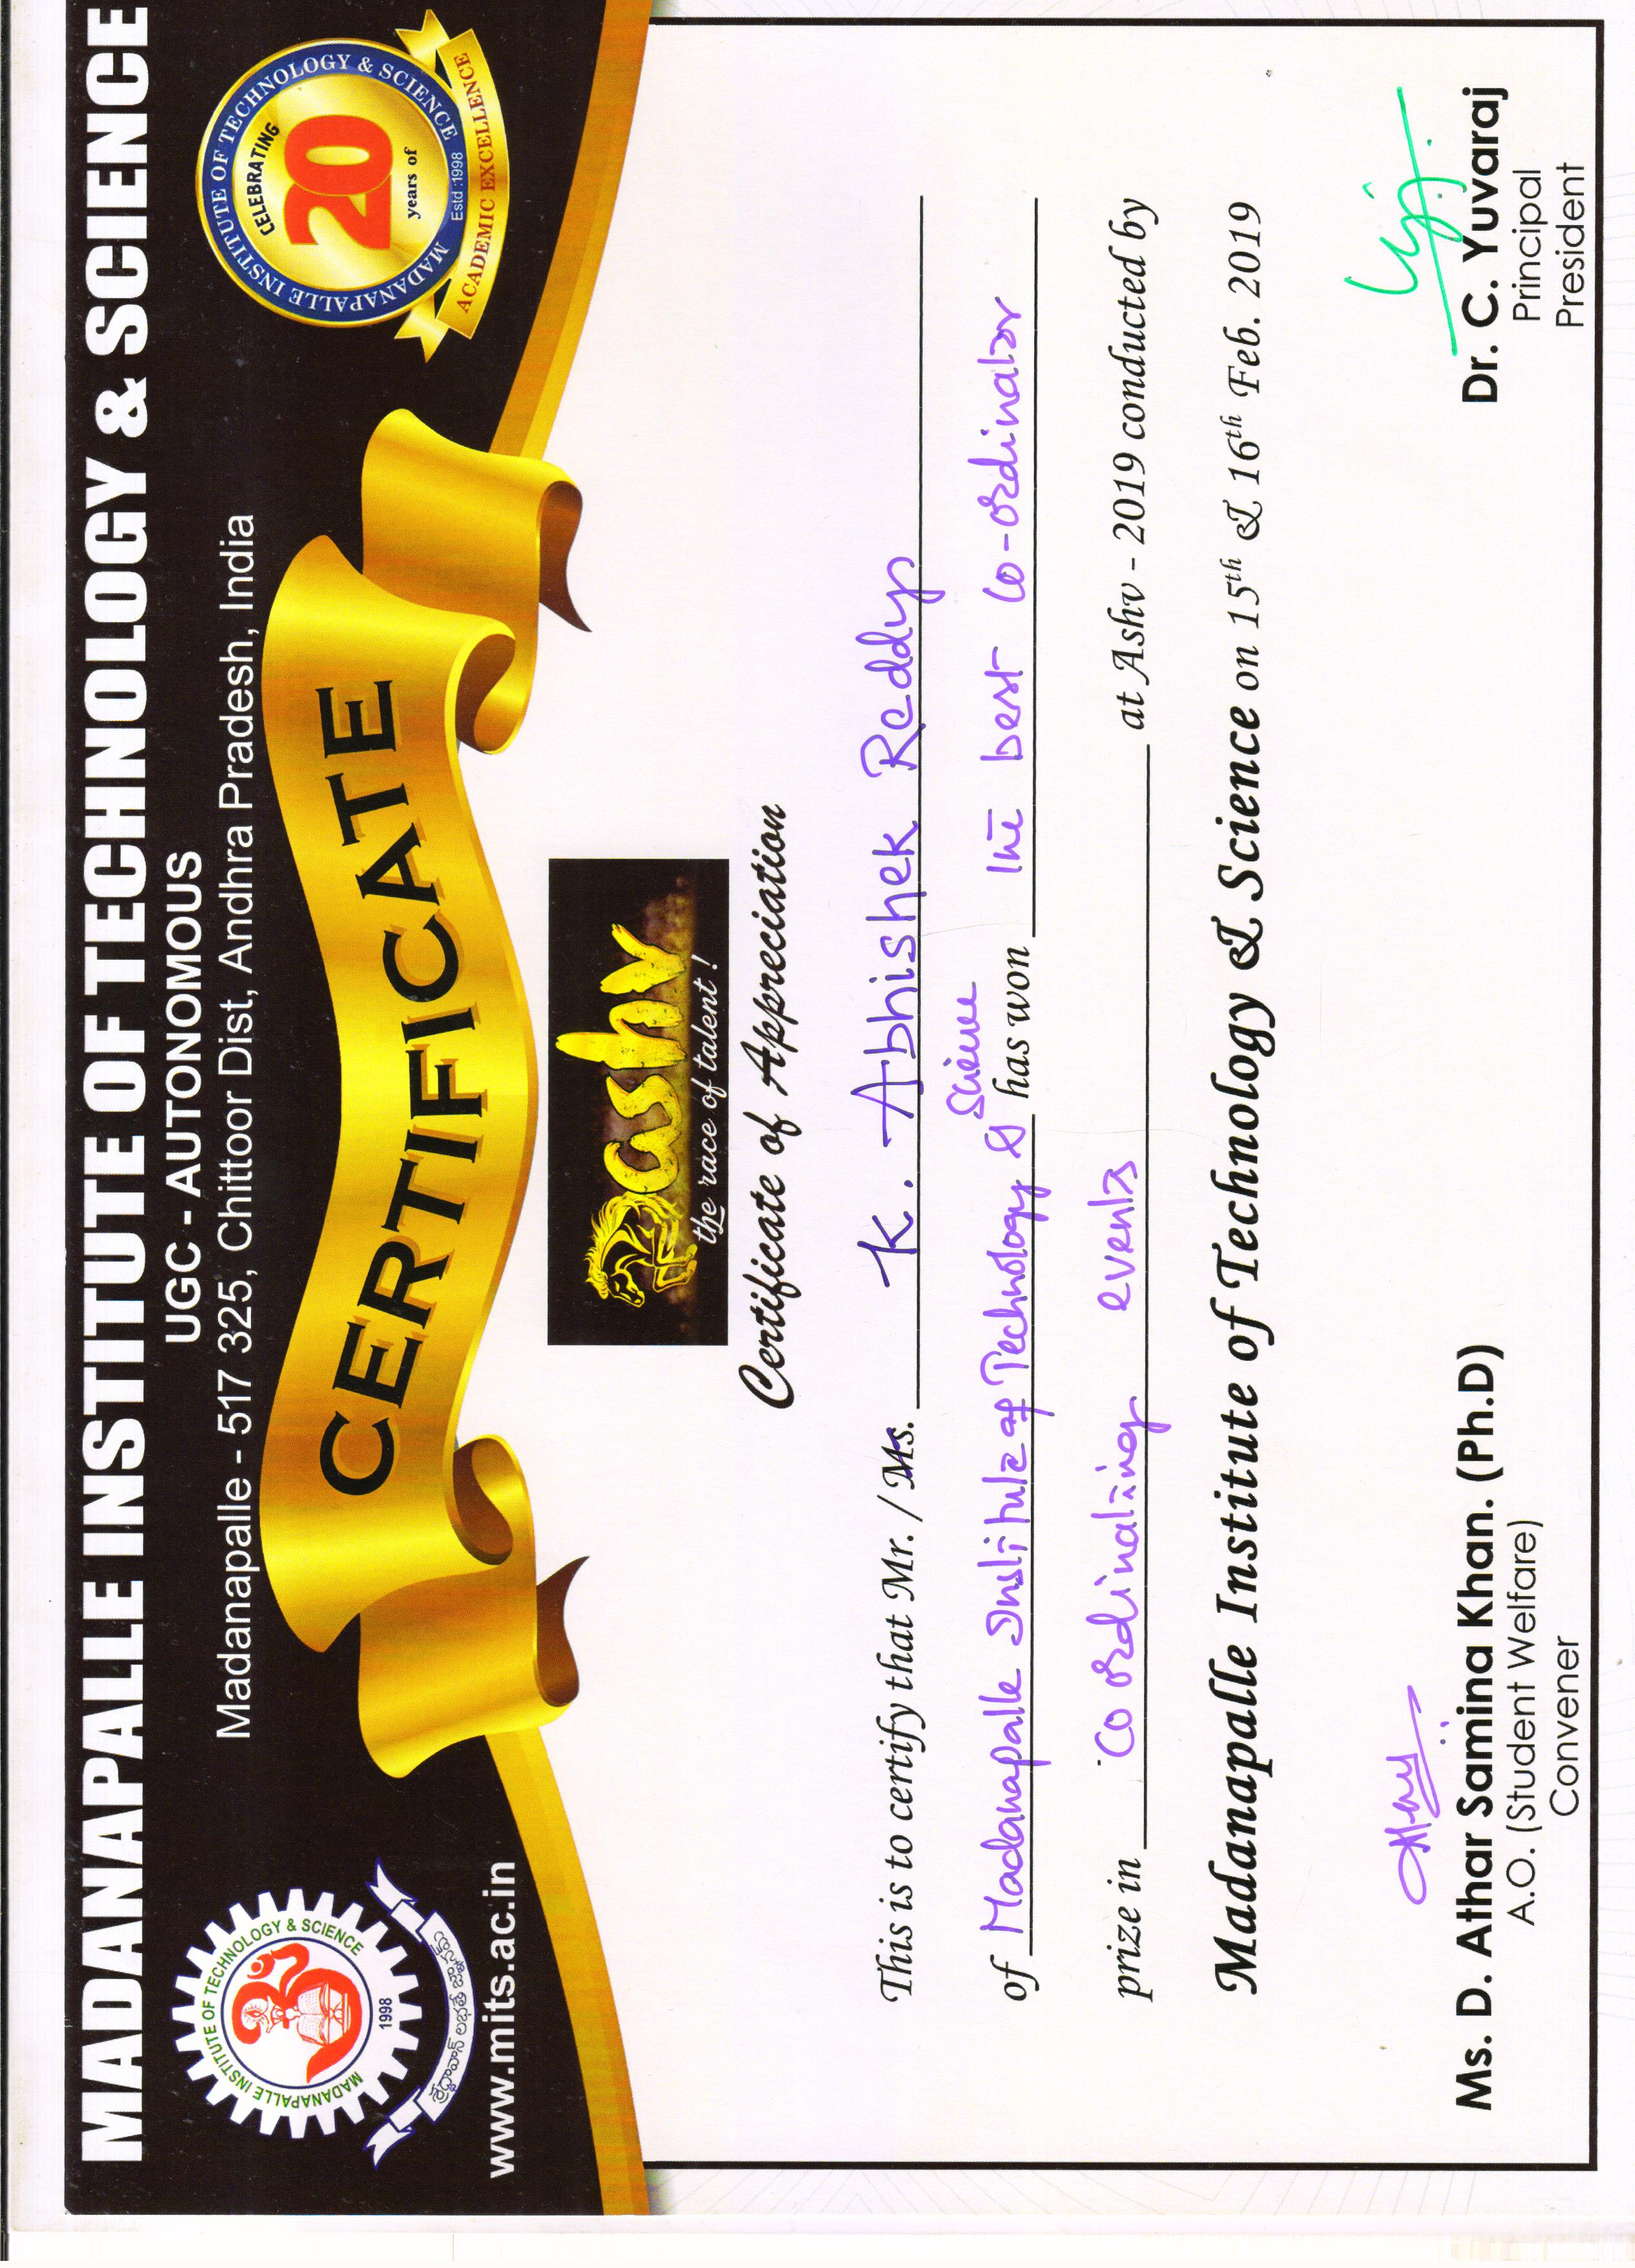 MADANAPALLE INSTITUTE OF TECHNOLOGY & SCIENCE
UGC - AUTONOMOUS
Madanapalle - 517 325, Chittoor Dist, Andhra Pradesh, India
MADANAPALLE INSTITUTE OF TECHNOLOGY & SCIENCE
1998
శ్రద్ధావాన్ లభతే జ్ఞానమ్
www.mits.ac.in
MADANAPALLE INSTITUTE OF TECHNOLOGY & SCIENCE
CELEBRATING
20
years of
Estd :1998
ACADEMIC EXCELLENCE
CERTIFICATE
ashv
the race of talent !
Certificate of Appreciation
This is to certify that Mr. / Ms. K. Abhishek Reddy
of Madanapalle Institute of Technology & Science has won the best co-ordinator
prize in co ordinating events at Ashv - 2019 conducted by
Madanapalle Institute of Technology & Science on 15th & 16th Feb. 2019
Ms. D. Athar Samina Khan. (Ph.D)
A.O. (Student Welfare)
Convener
Dr. C. Yuvaraj
Principal
President